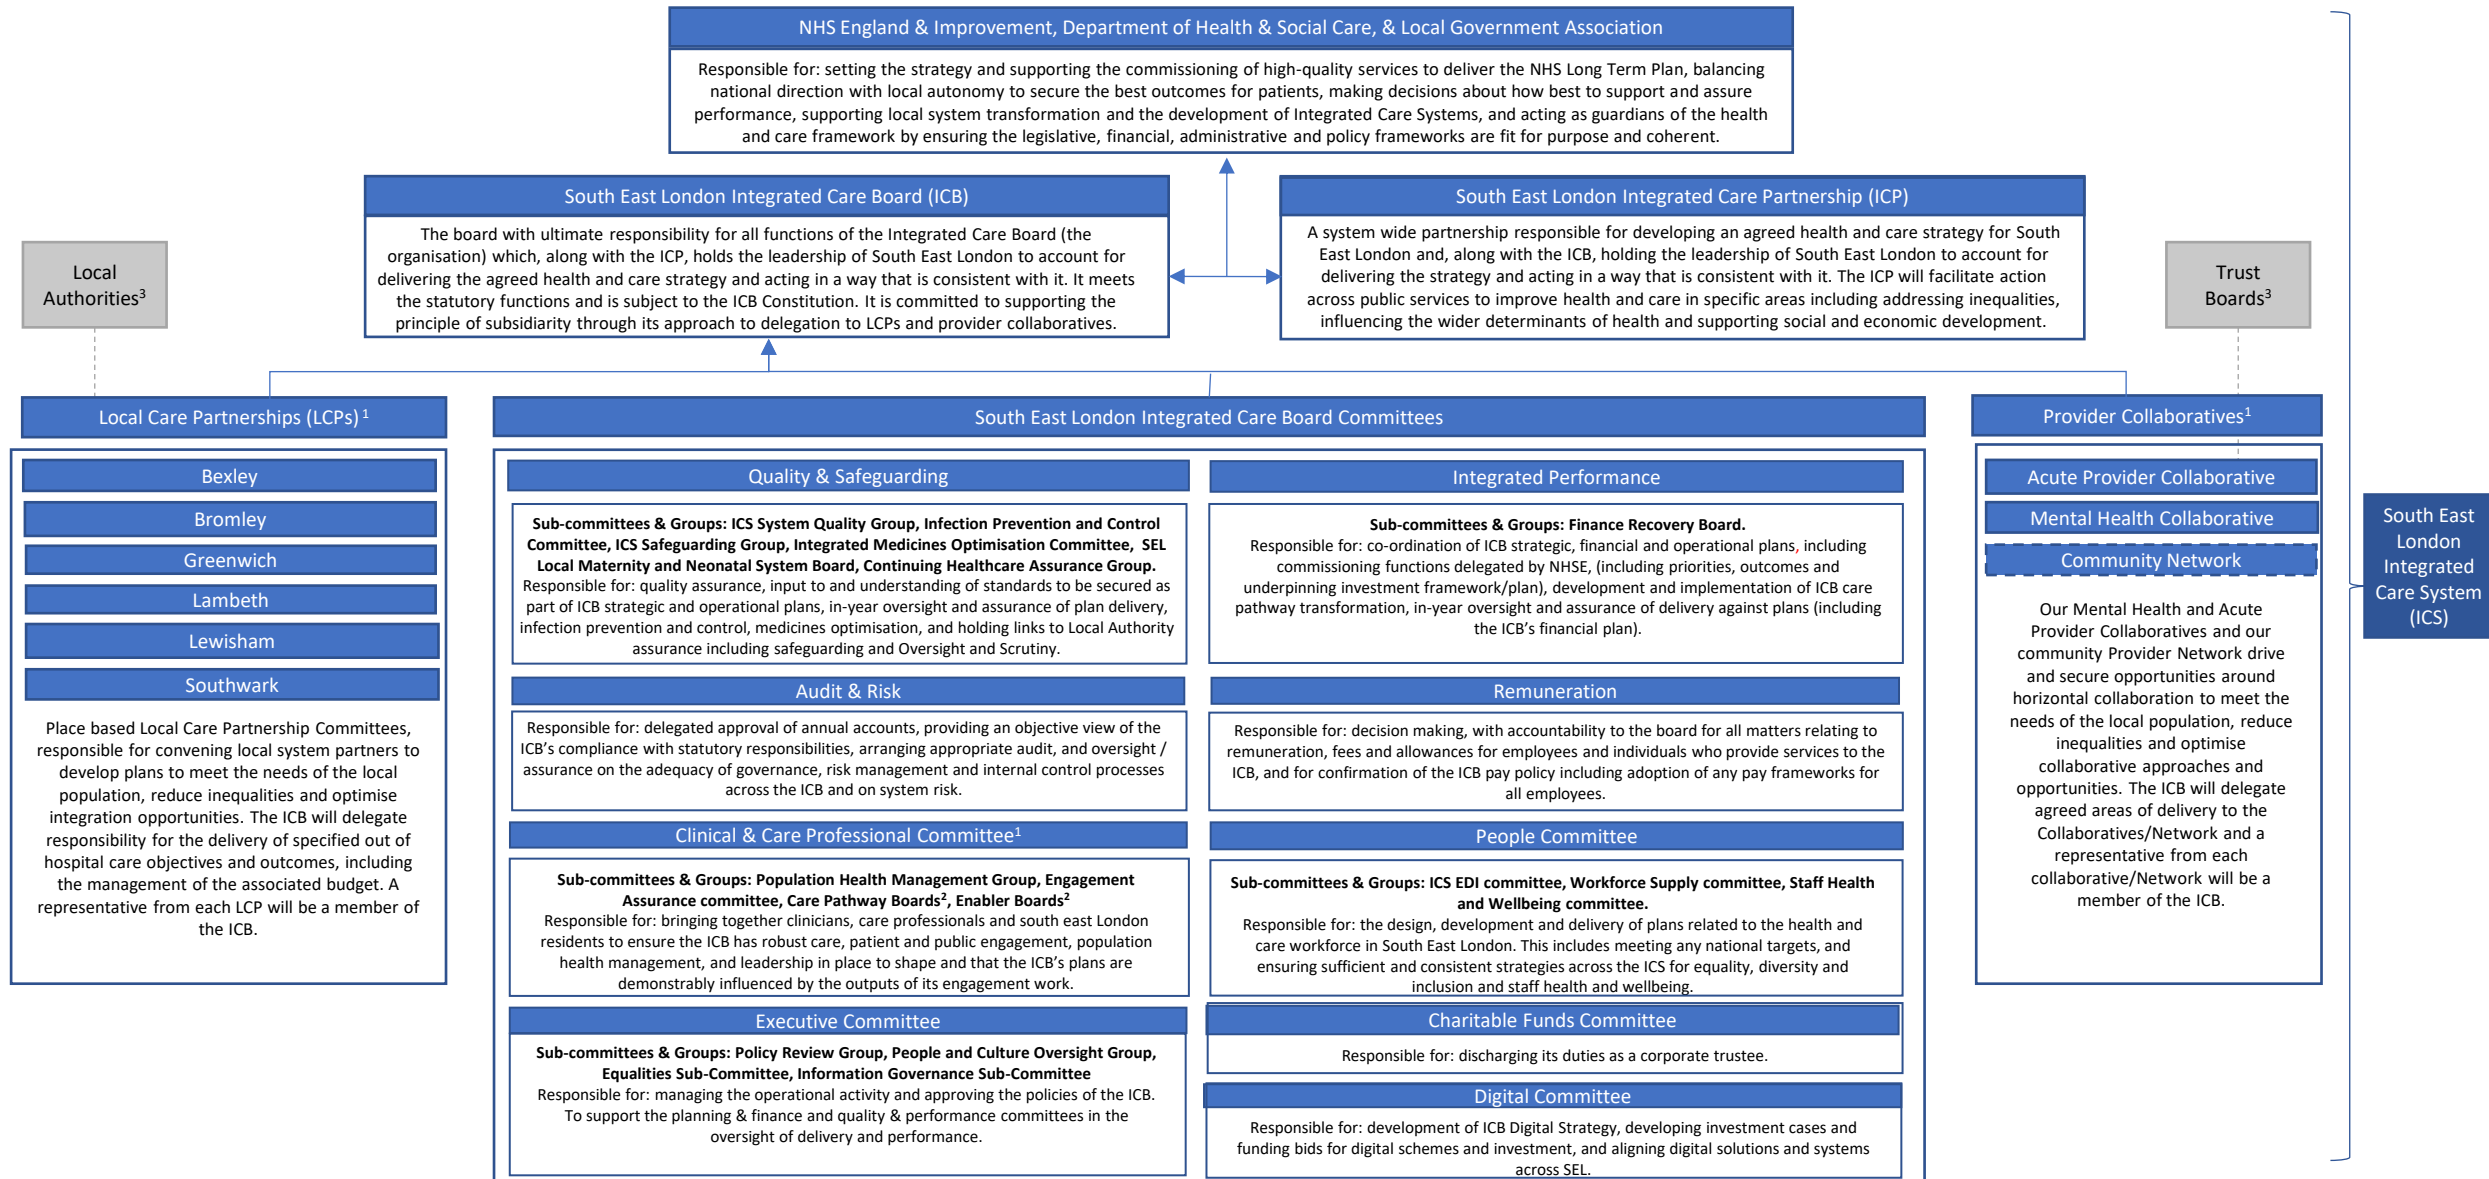 NHS England & Improvement, Department of Health & Social Care, & Local Government Association
Responsible for: setting the strategy and supporting the commissioning of high-quality services to deliver the NHS Long Term Plan, balancing
national direction with local autonomy to secure the best outcomes for patients, making decisions about how best to support and assure
performance, supporting local system transformation and the development of Integrated Care Systems, and acting as guardians of the health
and care framework by ensuring the legislative, financial, administrative and policy frameworks are fit for purpose and coherent.
South East London Integrated Care Board (ICB)
The board with ultimate responsibility for all functions of the Integrated Care Board (the
organisation) which, along with the ICP, holds the leadership of South East London to account for
delivering the agreed health and care strategy and acting in a way that is consistent with it. It meets
the statutory functions and is subject to the ICB Constitution. It is committed to supporting the
principle of subsidiarity through its approach to delegation to LCPs and provider collaboratives.
South East London Integrated Care Partnership (ICP)
A system wide partnership responsible for developing an agreed health and care strategy for South
East London and, along with the ICB, holding the leadership of South East London to account for
delivering the strategy and acting in a way that is consistent with it. The ICP will facilitate action
across public services to improve health and care in specific areas including addressing inequalities,
influencing the wider determinants of health and supporting social and economic development.
Local
Authorities³
Trust
Boards³
Local Care Partnerships (LCPs) ¹
Bexley
Bromley
Greenwich
Lambeth
Lewisham
Southwark
Place based Local Care Partnership Committees,
responsible for convening local system partners to
develop plans to meet the needs of the local
population, reduce inequalities and optimise
integration opportunities. The ICB will delegate
responsibility for the delivery of specified out of
hospital care objectives and outcomes, including
the management of the associated budget. A
representative from each LCP will be a member of
the ICB.
South East London Integrated Care Board Committees
Quality & Safeguarding
Sub-committees & Groups: ICS System Quality Group, Infection Prevention and Control
Committee, ICS Safeguarding Group, Integrated Medicines Optimisation Committee, SEL
Local Maternity and Neonatal System Board, Continuing Healthcare Assurance Group.
Responsible for: quality assurance, input to and understanding of standards to be secured as
part of ICB strategic and operational plans, in-year oversight and assurance of plan delivery,
infection prevention and control, medicines optimisation, and holding links to Local Authority
assurance including safeguarding and Oversight and Scrutiny.
Integrated Performance
Sub-committees & Groups: Finance Recovery Board.
Responsible for: co-ordination of ICB strategic, financial and operational plans, including
commissioning functions delegated by NHSE, (including priorities, outcomes and
underpinning investment framework/plan), development and implementation of ICB care
pathway transformation, in-year oversight and assurance of delivery against plans (including
the ICB's financial plan).
Audit & Risk
Responsible for: delegated approval of annual accounts, providing an objective view of the
ICB's compliance with statutory responsibilities, arranging appropriate audit, and oversight /
assurance on the adequacy of governance, risk management and internal control processes
across the ICB and on system risk.
Remuneration
Responsible for: decision making, with accountability to the board for all matters relating to
remuneration, fees and allowances for employees and individuals who provide services to the
ICB, and for confirmation of the ICB pay policy including adoption of any pay frameworks for
all employees.
Clinical & Care Professional Committee¹
Sub-committees & Groups: Population Health Management Group, Engagement
Assurance committee, Care Pathway Boards², Enabler Boards²
Responsible for: bringing together clinicians, care professionals and south east London
residents to ensure the ICB has robust care, patient and public engagement, population
health management, and leadership in place to shape and that the ICB's plans are
demonstrably influenced by the outputs of its engagement work.
People Committee
Sub-committees & Groups: ICS EDI committee, Workforce Supply committee, Staff Health
and Wellbeing committee.
Responsible for: the design, development and delivery of plans related to the health and
care workforce in South East London. This includes meeting any national targets, and
ensuring sufficient and consistent strategies across the ICS for equality, diversity and
inclusion and staff health and wellbeing.
Executive Committee
Sub-committees & Groups: Policy Review Group, People and Culture Oversight Group,
Equalities Sub-Committee, Information Governance Sub-Committee
Responsible for: managing the operational activity and approving the policies of the ICB.
To support the planning & finance and quality & performance committees in the
oversight of delivery and performance.
Charitable Funds Committee
Responsible for: discharging its duties as a corporate trustee.
Digital Committee
Responsible for: development of ICB Digital Strategy, developing investment cases and
funding bids for digital schemes and investment, and aligning digital solutions and systems
across SEL.
Provider Collaboratives¹
Acute Provider Collaborative
Mental Health Collaborative
Community Network
Our Mental Health and Acute
Provider Collaboratives and our
community Provider Network drive
and secure opportunities around
horizontal collaboration to meet the
needs of the local population, reduce
inequalities and optimise
collaborative approaches and
opportunities. The ICB will delegate
agreed areas of delivery to the
Collaboratives/Network and a
representative from each
collaborative/Network will be a
member of the ICB.
South East
London
Integrated
Care System
(ICS)